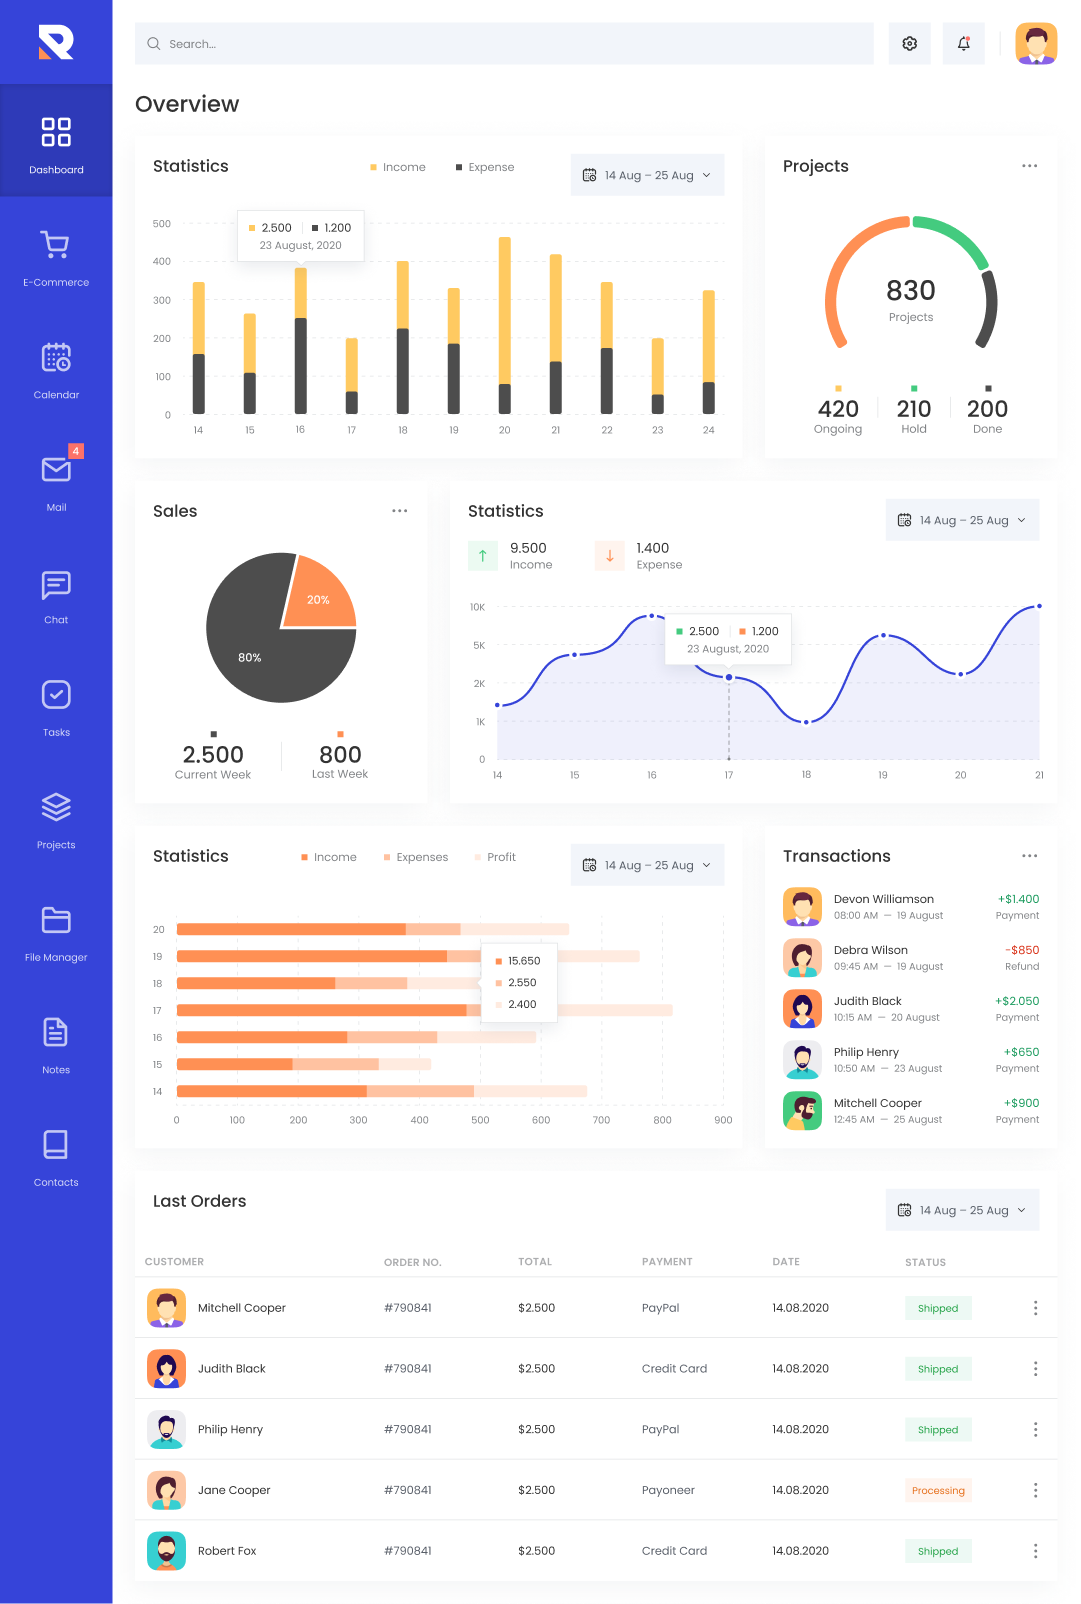 Search...
Overview
Dashboard
E-Commerce
Calendar
4
Mail
Chat
Tasks
Projects
File Manager
Notes
Contacts
Statistics
Income Expense
14 Aug – 25 Aug
500
400
300
200
100
0
2.500 1.200
23 August, 2020
14 15 16 17 18 19 20 21 22 23 24
Projects
830
Projects
420 210 200
Ongoing Hold Done
Sales
20%
80%
2.500 800
Current Week Last Week
Statistics
14 Aug – 25 Aug
9.500 1.400
Income Expense
10K
5K
2K
1K
0
2.500 1.200
23 August, 2020
14 15 16 17 18 19 20 21
Statistics
Income Expenses Profit
14 Aug – 25 Aug
20
19
18
17
16
15
14
15.650
2.550
2.400
0 100 200 300 400 500 600 700 800 900
Transactions
Devon Williamson +$1.400
08:00 AM — 19 August Payment
Debra Wilson -$850
09:45 AM — 19 August Refund
Judith Black +$2.050
10:15 AM — 20 August Payment
Philip Henry +$650
10:50 AM — 23 August Payment
Mitchell Cooper +$900
12:45 AM — 25 August Payment
Last Orders
14 Aug – 25 Aug
CUSTOMER ORDER NO. TOTAL PAYMENT DATE STATUS
Mitchell Cooper #790841 $2.500 PayPal 14.08.2020 Shipped
Judith Black #790841 $2.500 Credit Card 14.08.2020 Shipped
Philip Henry #790841 $2.500 PayPal 14.08.2020 Shipped
Jane Cooper #790841 $2.500 Payoneer 14.08.2020 Processing
Robert Fox #790841 $2.500 Credit Card 14.08.2020 Shipped